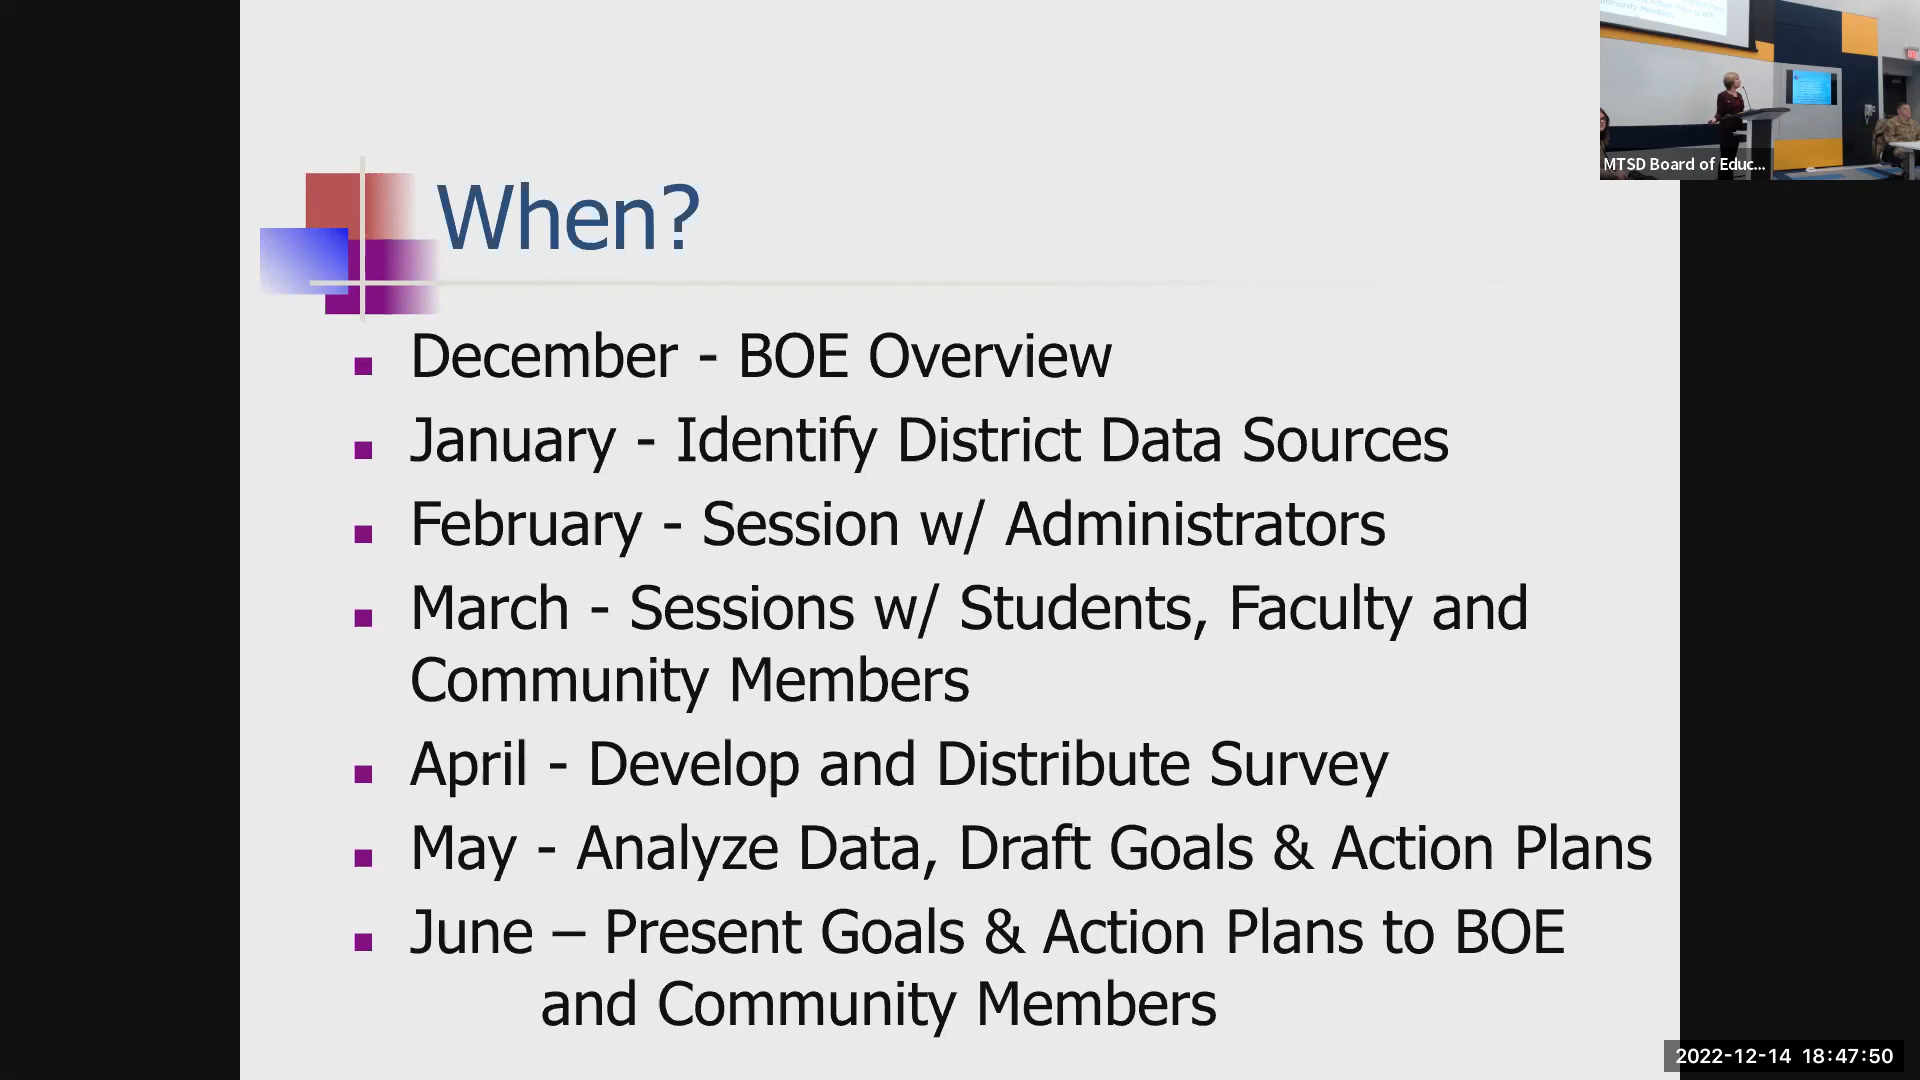 When?
December - BOE Overview
January - Identify District Data Sources
February - Session w/ Administrators
March - Sessions w/ Students, Faculty and
Community Members
April - Develop and Distribute Survey
May - Analyze Data, Draft Goals & Action Plans
June – Present Goals & Action Plans to BOE
and Community Members
MTSD Board of Educ...
2022-12-14 18:47:50